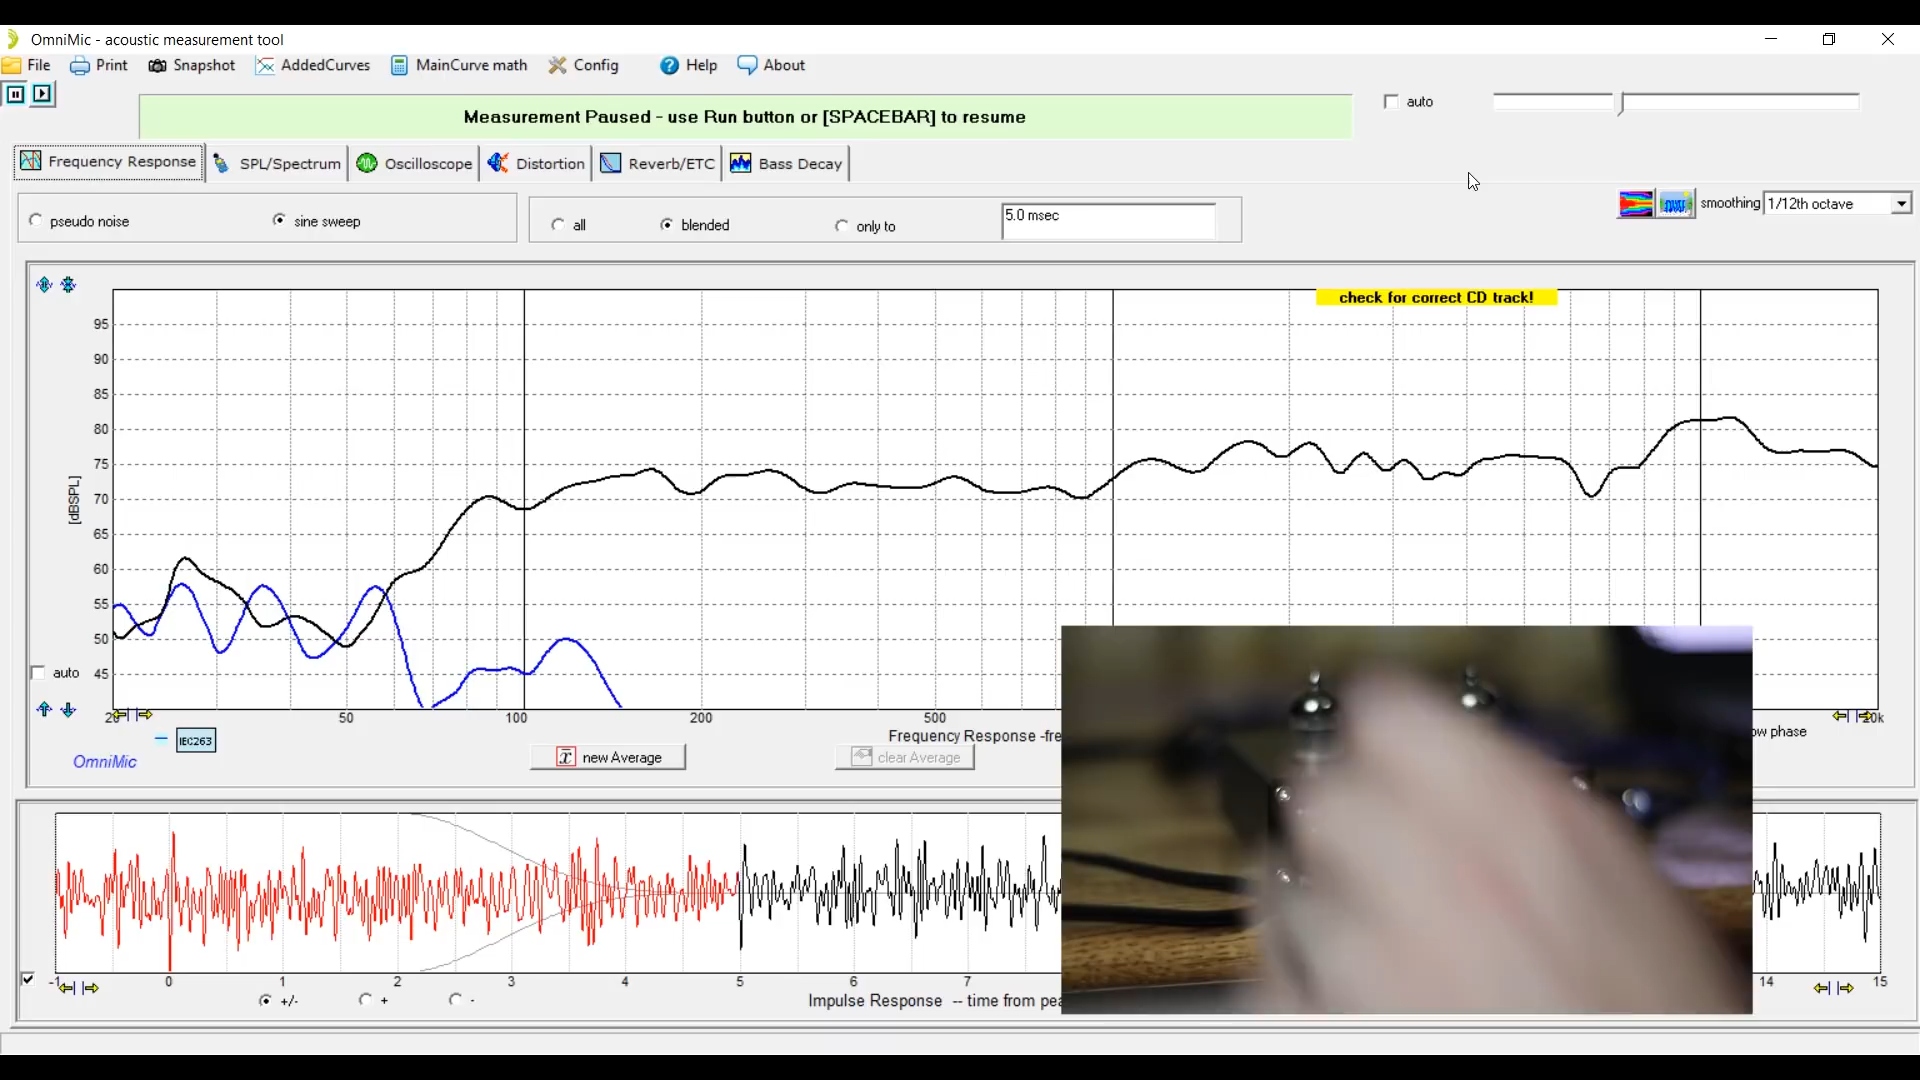 OmniMic - acoustic measurement tool
File Print Snapshot AddedCurves MainCurve math Config Help About
Measurement Paused - use Run button or [SPACEBAR] to resume
auto
Frequency Response SPL/Spectrum Oscilloscope Distortion Reverb/ETC Bass Decay
pseudo noise sine sweep all blended only to 5.0 msec smoothing 1/12th octave
check for correct CD track!
95
90
85
80
75
70
65
60
55
50
45
[dBSPL]
auto
20 50 100 200 500 20k
Frequency Response -fre
ow phase
IEC263
OmniMic
new Average clear Average
-1 0 1 2 3 4 5 6 7 14 15
+/- + -
Impulse Response -- time from pea